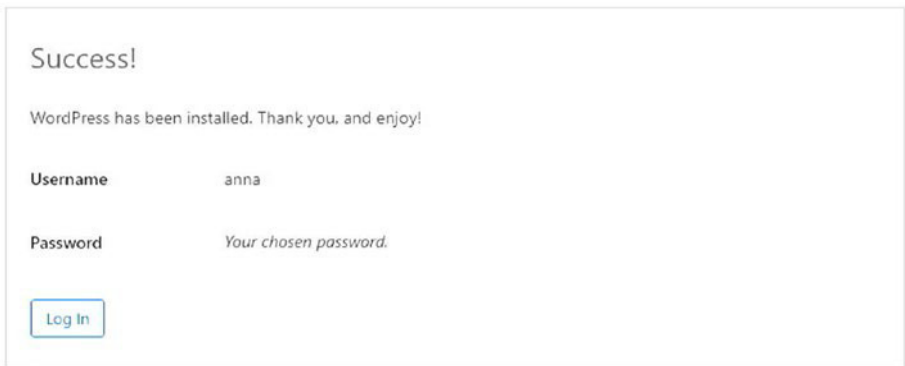 Success!
WordPress has been installed. Thank you, and enjoy!
Username anna
Password Your chosen password.
Log In